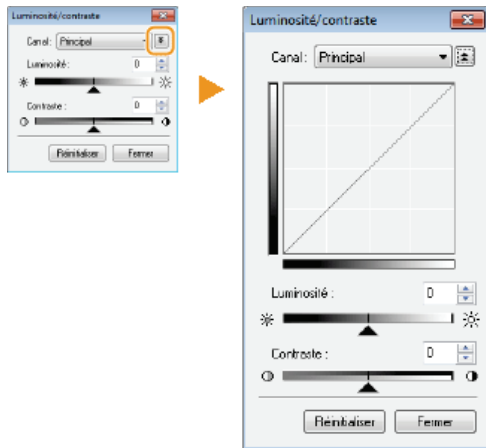 Luminosité/contraste
Canal: Principal
Luminosité: 0
Contraste : 0
Réinitialiser Fermer
Luminosité/contraste
Canal: Principal
Luminosité : 0
Contraste : 0
Réinitialiser Fermer